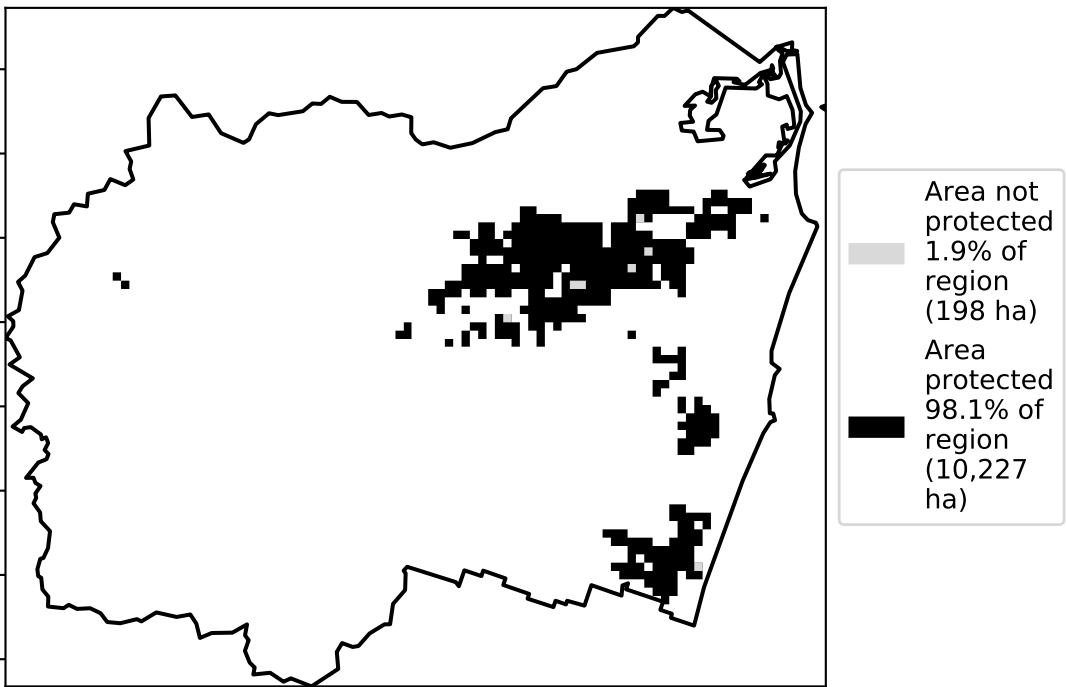 Area not
protected
1.9% of
region
(198 ha)
Area
protected
98.1% of
region
(10,227
ha)